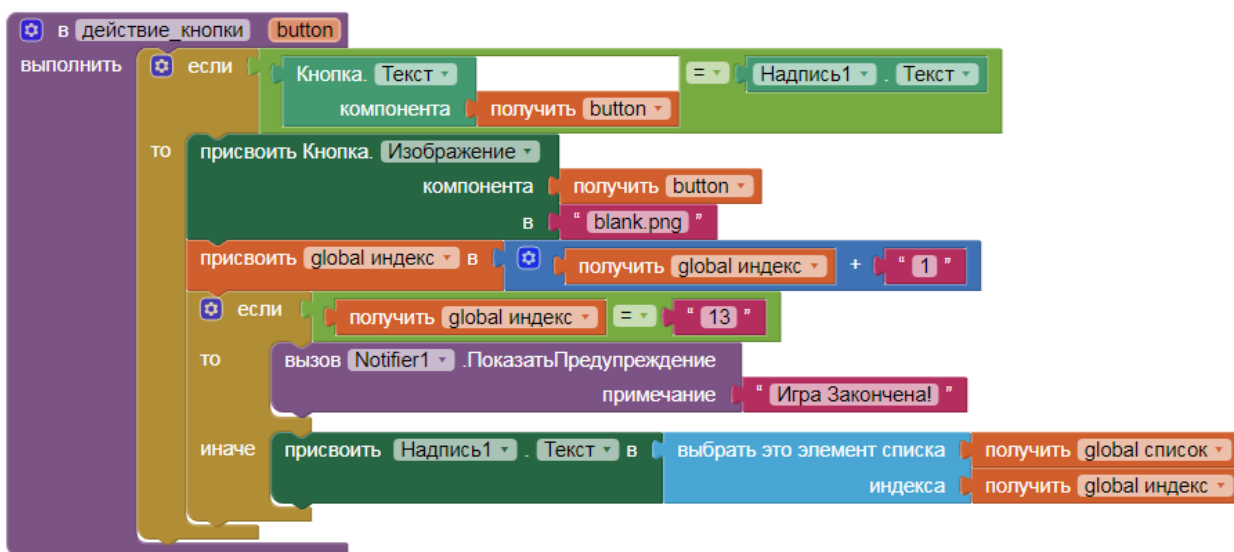 в действие_кнопки button
выполнить если Кнопка. Текст = Надпись1 . Текст
компонента получить button
то присвоить Кнопка. Изображение
компонента получить button
в " blank.png "
присвоить global индекс в получить global индекс + " 1 "
если получить global индекс = " 13 "
то вызов Notifier1 .ПоказатьПредупреждение
примечание " Игра Закончена! "
иначе присвоить Надпись1 . Текст в выбрать это элемент списка получить global список
индекса получить global индекс